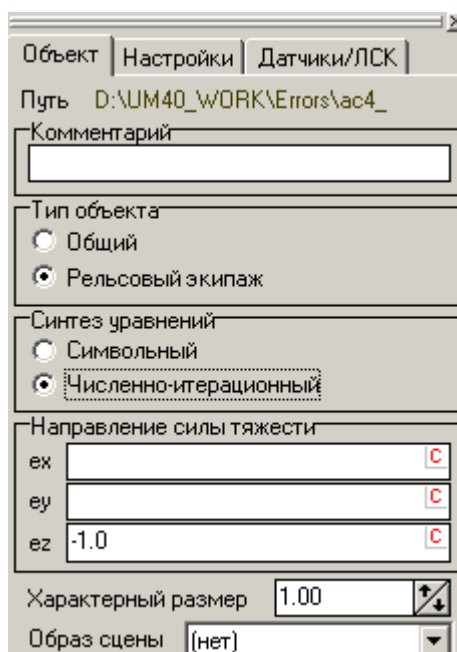 Объект Настройки Датчики/ЛСК
Путь D:\UM40_WORK\Errors\ac4_
Комментарий
Тип объекта
Общий
Рельсовый экипаж
Синтез уравнений
Символьный
Численно-итерационный
Направление силы тяжести
ex C
ey C
ez -1.0 C
Характерный размер 1.00
Образ сцены (нет)